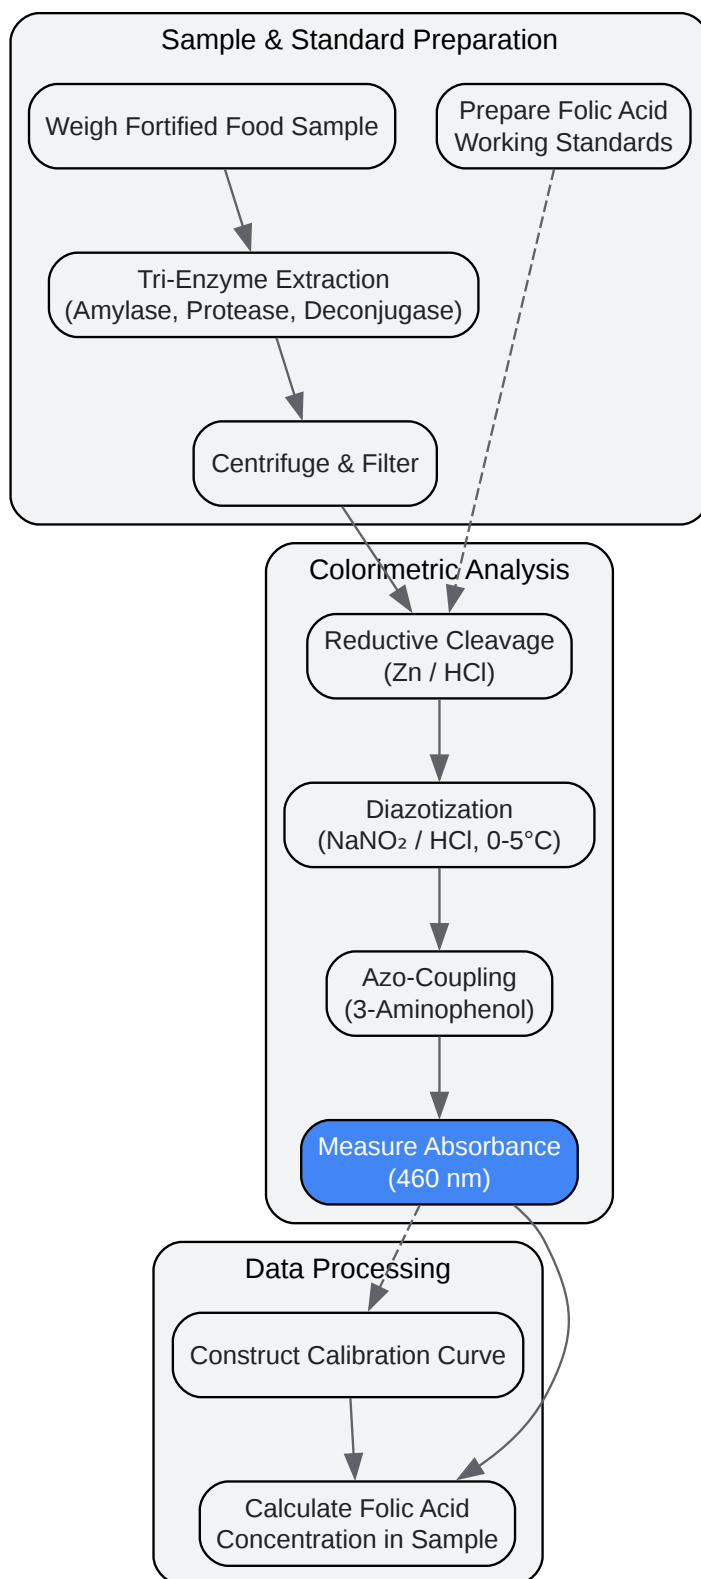 Sample & Standard Preparation
Weigh Fortified Food Sample
Prepare Folic Acid
Working Standards
Tri-Enzyme Extraction
(Amylase, Protease, Deconjugase)
Centrifuge & Filter
Colorimetric Analysis
Reductive Cleavage
(Zn / HCl)
Diazotization
(NaNO₂ / HCl, 0-5°C)
Azo-Coupling
(3-Aminophenol)
Measure Absorbance
(460 nm)
Data Processing
Construct Calibration Curve
Calculate Folic Acid
Concentration in Sample